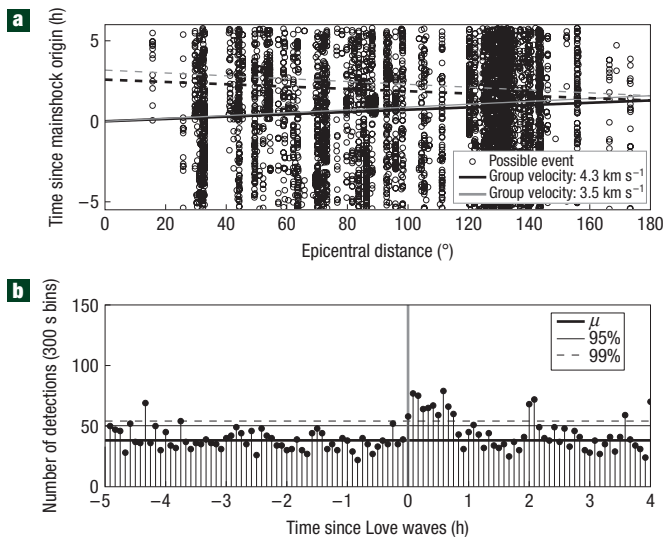 a
Time since mainshock origin (h)
5
0
−5
Possible event
Group velocity: 4.3 km s−1
Group velocity: 3.5 km s−1
0 20 40 60 80 100 120 140 160 180
Epicentral distance (°)
b
Number of detections (300 s bins)
150
100
50
0
μ
95%
99%
−5 −4 −3 −2 −1 0 0 1 2 3 4
Time since Love waves (h)